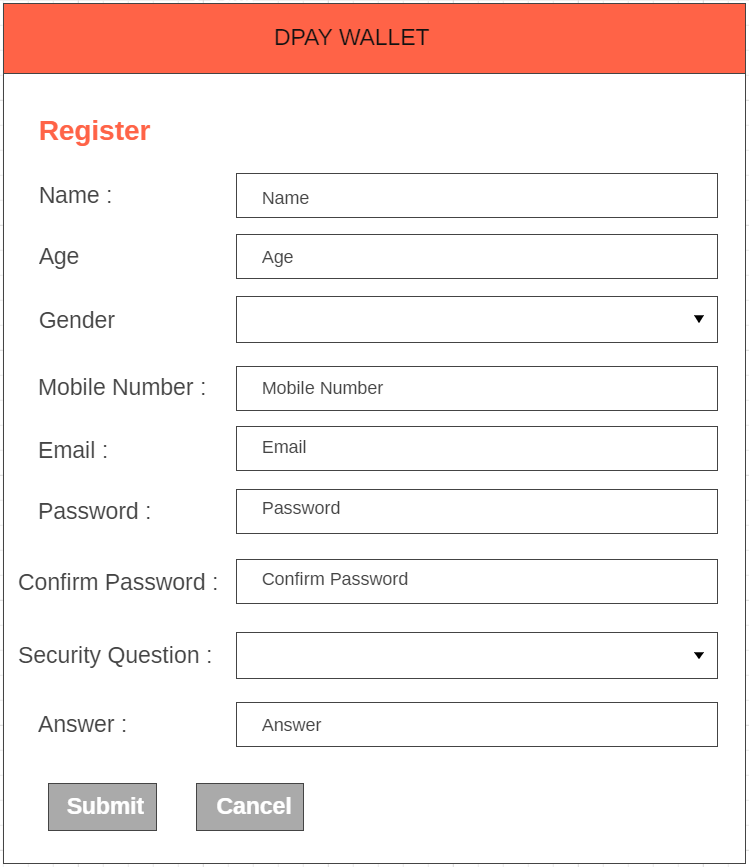 DPAY WALLET
Register
Name :
Name
Age
Age
Gender
Mobile Number :
Mobile Number
Email :
Email
Password :
Password
Confirm Password :
Confirm Password
Security Question :
Answer :
Answer
Submit
Cancel